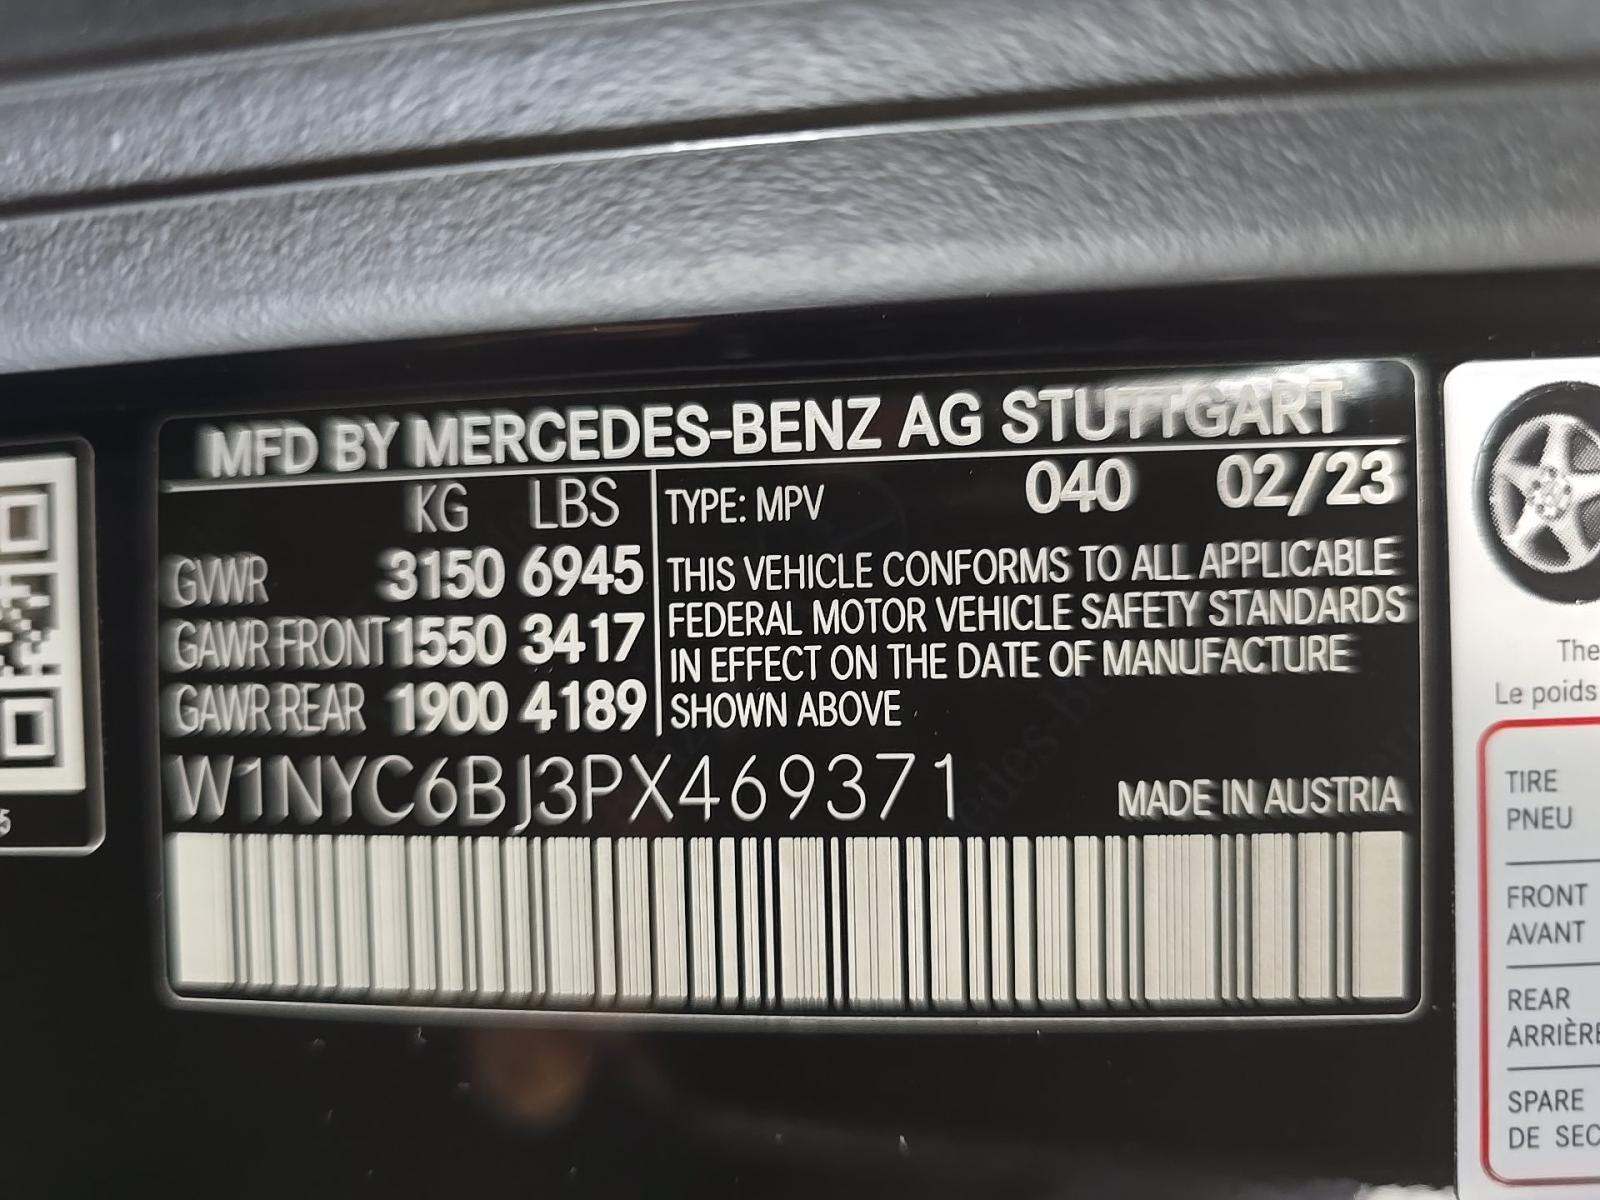 MFD BY MERCEDES-BENZ AG STUTTGART
KG LBS
GVWR 3150 6945
GAWR FRONT 1550 3417
GAWR REAR 1900 4189
TYPE: MPV 040 02/23
THIS VEHICLE CONFORMS TO ALL APPLICABLE
FEDERAL MOTOR VEHICLE SAFETY STANDARDS
IN EFFECT ON THE DATE OF MANUFACTURE
SHOWN ABOVE
W1NYC6BJ3PX469371
MADE IN AUSTRIA
5
The
Le poids
TIRE
PNEU
FRONT
AVANT
REAR
ARRIÈRE
SPARE
DE SEC